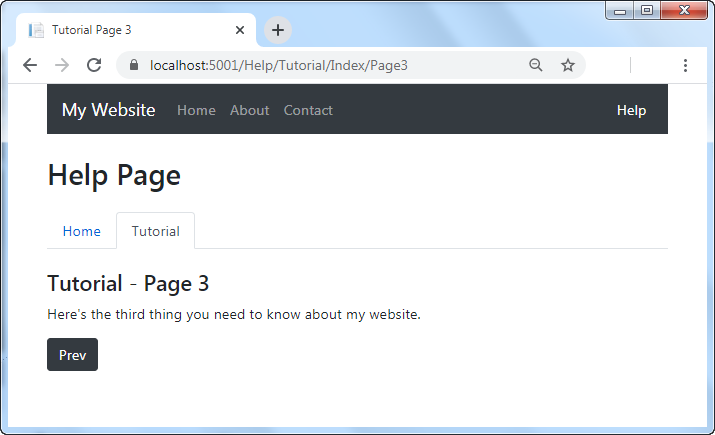 Tutorial Page 3
localhost:5001/Help/Tutorial/Index/Page3
My Website Home About Contact Help
Help Page
Home Tutorial
Tutorial - Page 3
Here's the third thing you need to know about my website.
Prev